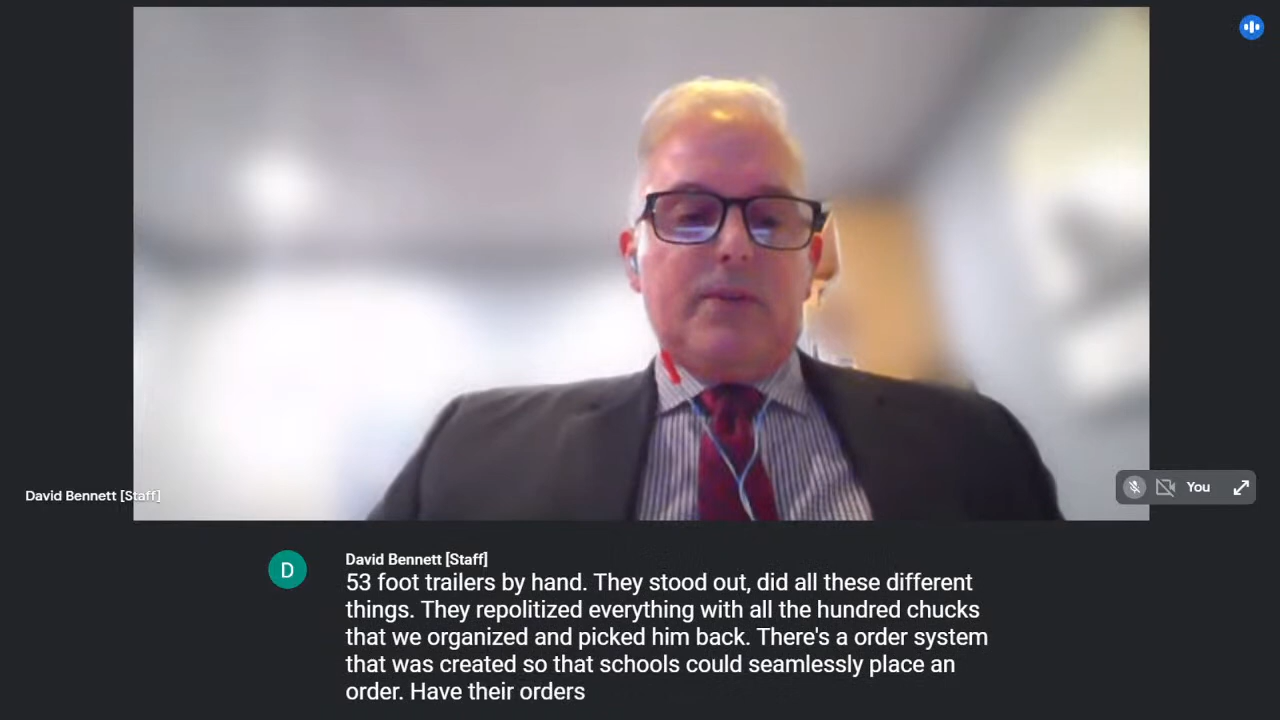 David Bennett [Staff]
You
D
David Bennett [Staff]
53 foot trailers by hand. They stood out, did all these different
things. They repolitized everything with all the hundred chucks
that we organized and picked him back. There's a order system
that was created so that schools could seamlessly place an
order. Have their orders